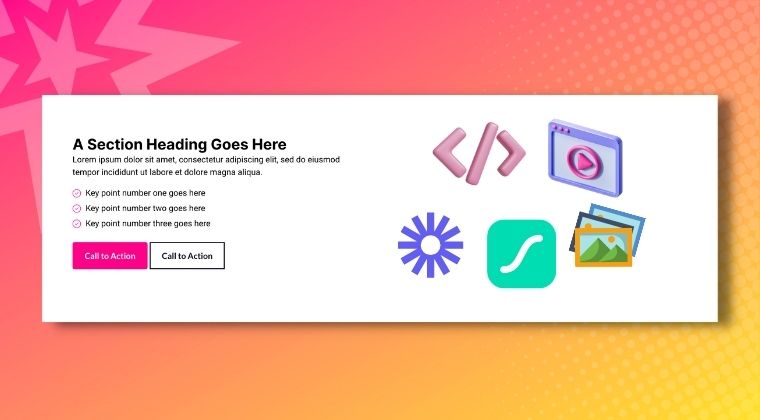 A Section Heading Goes Here
Lorem ipsum dolor sit amet, consectetur adipiscing elit, sed do eiusmod
tempor incididunt ut labore et dolore magna aliqua.
Key point number one goes here
Key point number two goes here
Key point number three goes here
Call to Action
Call to Action